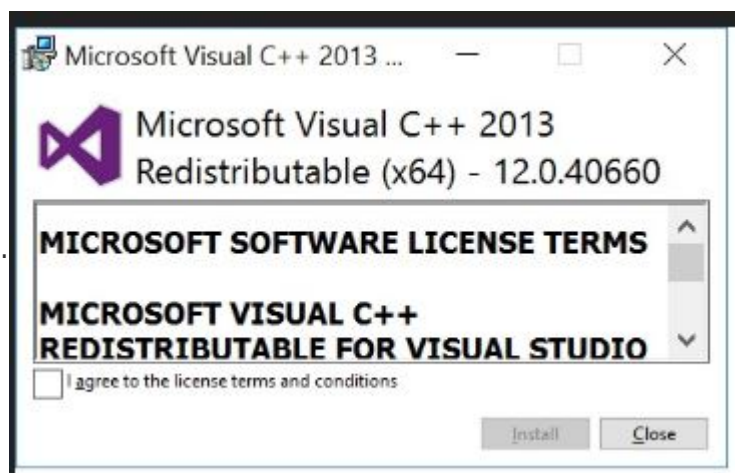 Microsoft Visual C++ 2013 ...
Microsoft Visual C++ 2013
Redistributable (x64) - 12.0.40660
MICROSOFT SOFTWARE LICENSE TERMS
MICROSOFT VISUAL C++
REDISTRIBUTABLE FOR VISUAL STUDIO
I agree to the license terms and conditions
Install
Close